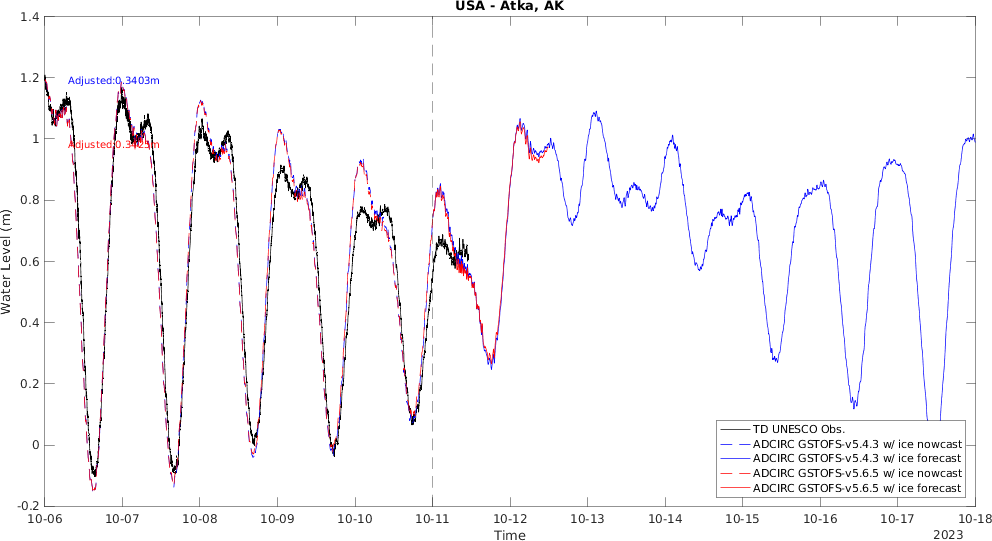 USA - Atka, AK
1.4
1.2
1
0.8
0.6
0.4
0.2
0
-0.2
Water Level (m)
Adjusted:0.3403m
TD UNESCO Obs.
ADCIRC GSTOFS-v5.4.3 w/ ice nowcast
ADCIRC GSTOFS-v5.4.3 w/ ice forecast
ADCIRC GSTOFS-v5.6.5 w/ ice nowcast
ADCIRC GSTOFS-v5.6.5 w/ ice forecast
10-06 10-07 10-08 10-09 10-10 10-11 10-12 10-13 10-14 10-15 10-16 10-17 10-18
Time
2023